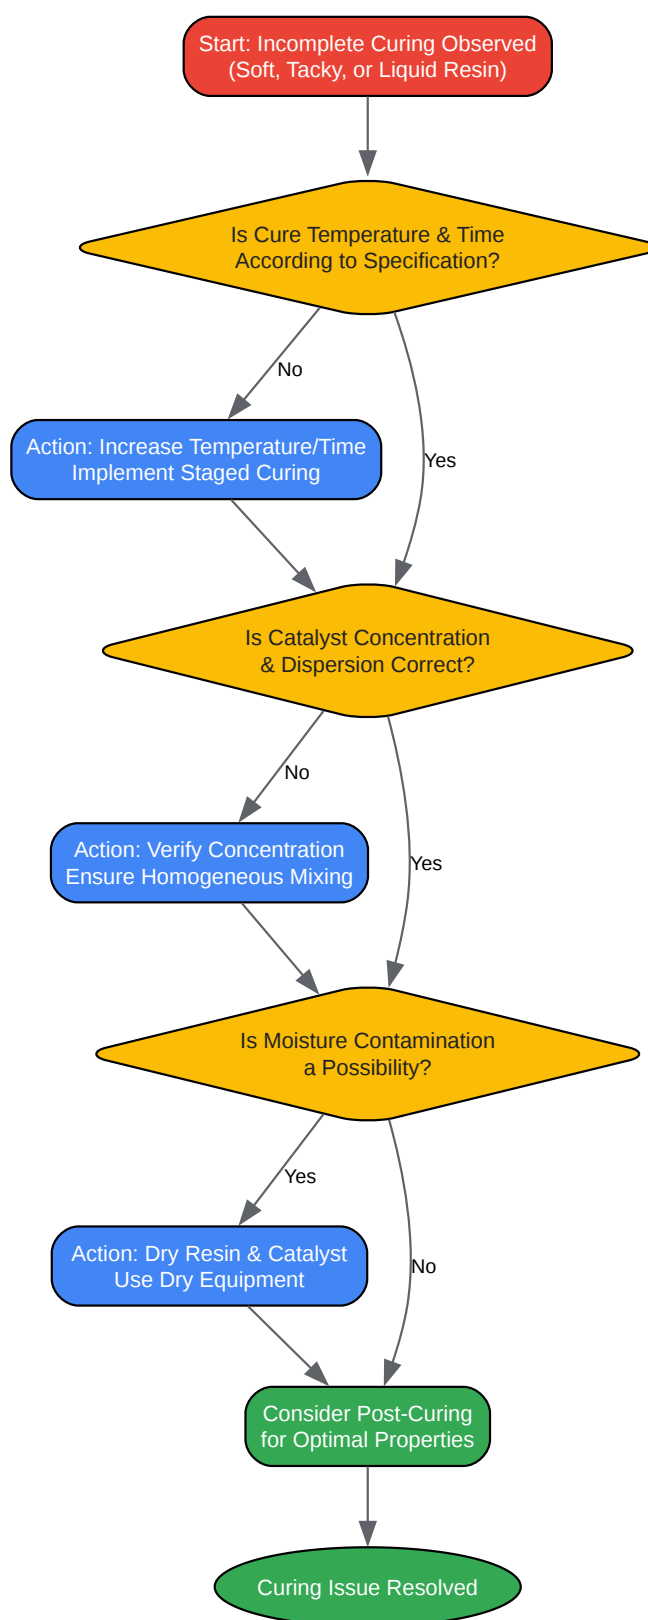 Start: Incomplete Curing Observed
(Soft, Tacky, or Liquid Resin)
Is Cure Temperature & Time
According to Specification?
No
Action: Increase Temperature/Time
Implement Staged Curing
Yes
Is Catalyst Concentration
& Dispersion Correct?
No
Action: Verify Concentration
Ensure Homogeneous Mixing
Yes
Is Moisture Contamination
a Possibility?
Yes
Action: Dry Resin & Catalyst
Use Dry Equipment
No
Consider Post-Curing
for Optimal Properties
Curing Issue Resolved